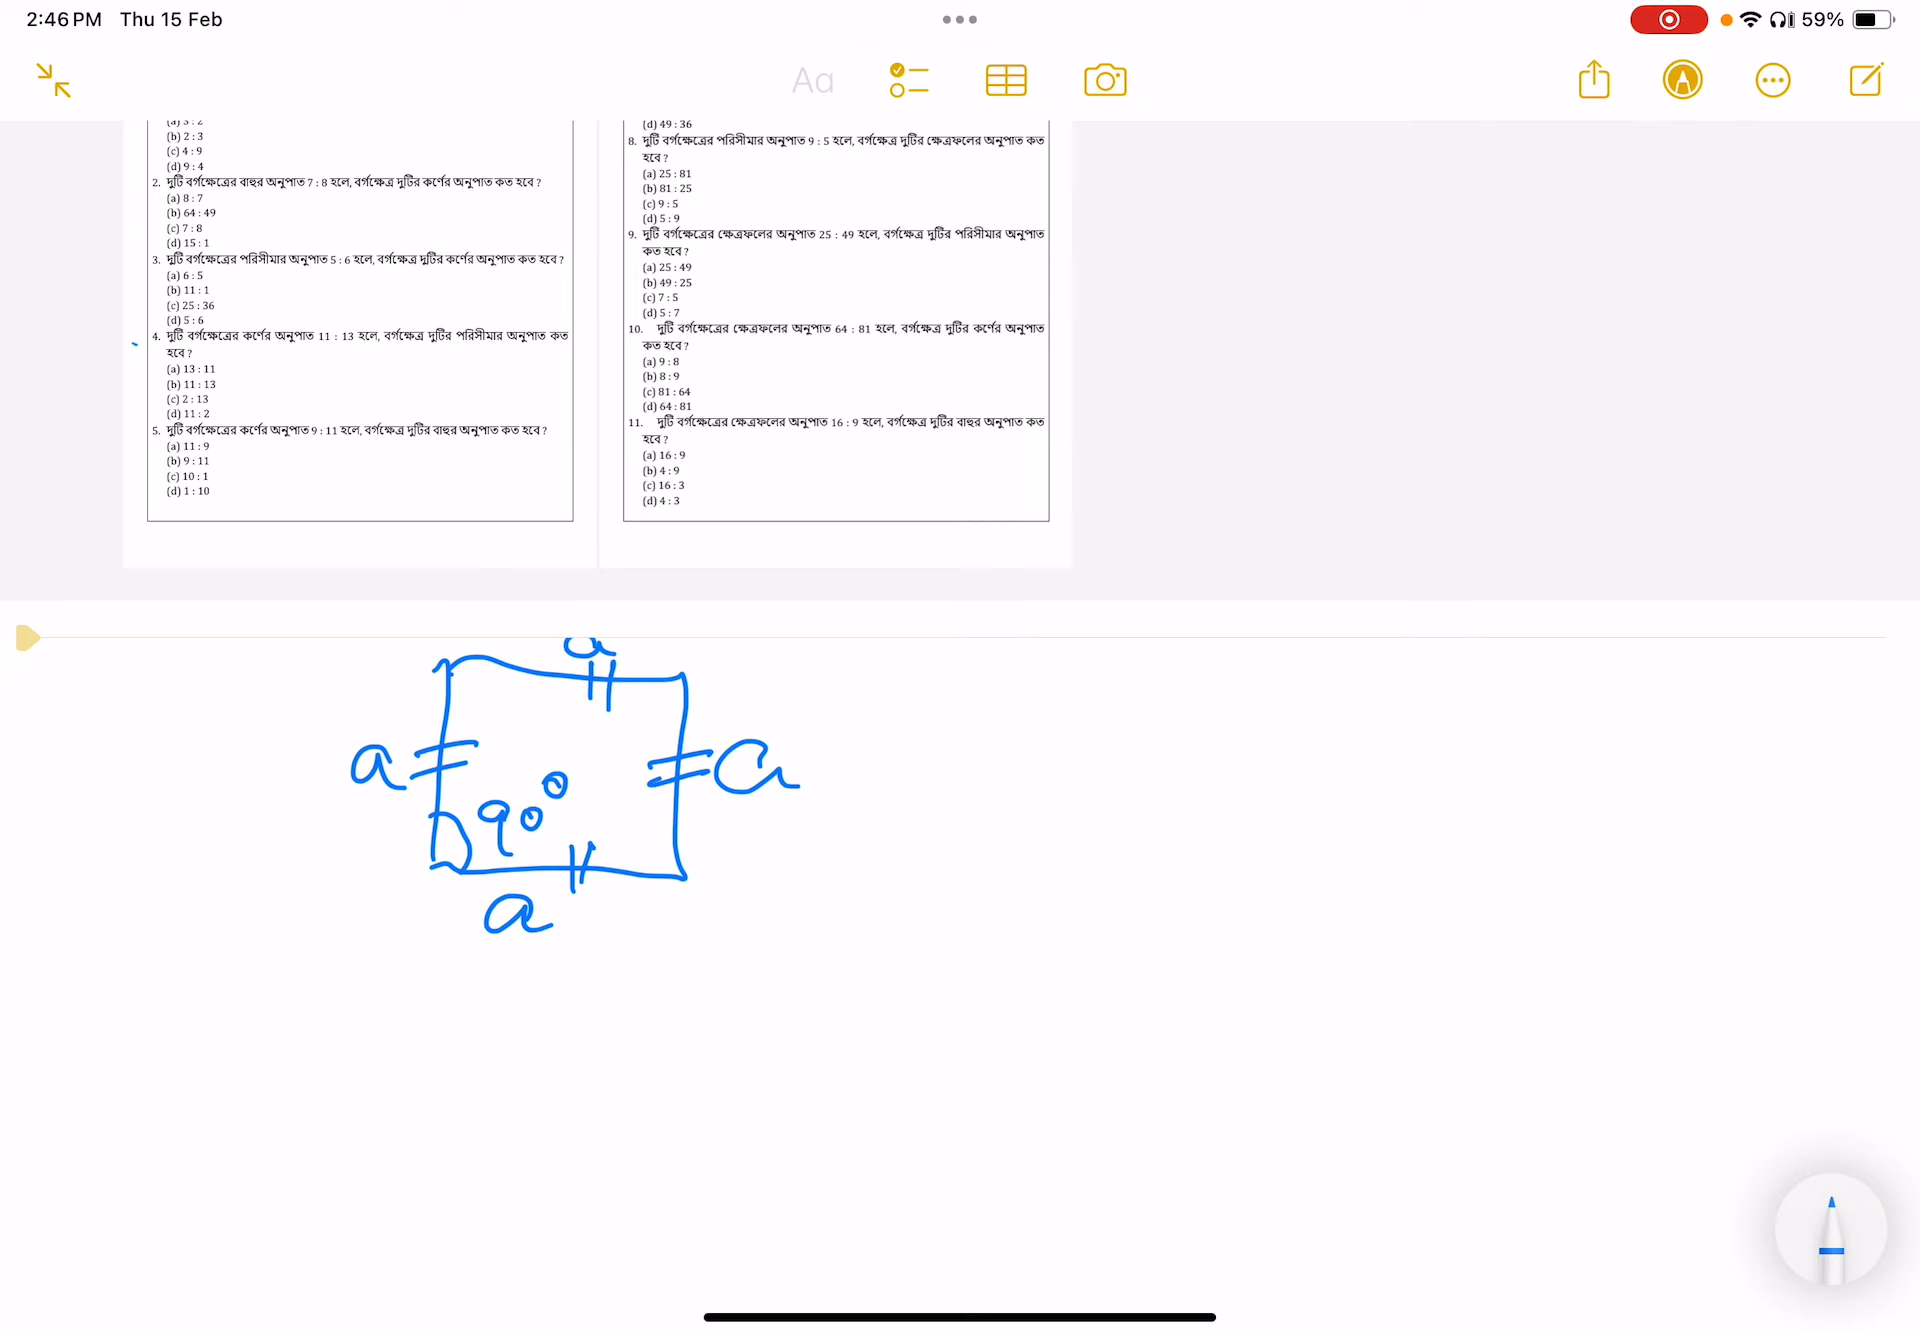 2:46 PM Thu 15 Feb
59%
Aa
(b) 2 : 3
(c) 4 : 9
(d) 9 : 4
2. দুটি বর্গক্ষেত্রের বাহুর অনুপাত 7 : 8 হলে, বর্গক্ষেত্র দুটির কর্ণের অনুপাত কত হবে ?
(a) 8 : 7
(b) 64 : 49
(c) 7 : 8
(d) 15 : 1
3. দুটি বর্গক্ষেত্রের পরিসীমার অনুপাত 5 : 6 হলে, বর্গক্ষেত্র দুটির কর্ণের অনুপাত কত হবে ?
(a) 6 : 5
(b) 11 : 1
(c) 25 : 36
(d) 5 : 6
4. দুটি বর্গক্ষেত্রের কর্ণের অনুপাত 11 : 13 হলে, বর্গক্ষেত্র দুটির পরিসীমার অনুপাত কত
হবে ?
(a) 13 : 11
(b) 11 : 13
(c) 2 : 13
(d) 11 : 2
5. দুটি বর্গক্ষেত্রের কর্ণের অনুপাত 9 : 11 হলে, বর্গক্ষেত্র দুটির বাহুর অনুপাত কত হবে ?
(a) 11 : 9
(b) 9 : 11
(c) 10 : 1
(d) 1 : 10
(d) 49 : 36
8. দুটি বর্গক্ষেত্রের পরিসীমার অনুপাত 9 : 5 হলে, বর্গক্ষেত্র দুটির ক্ষেত্রফলের অনুপাত কত
হবে ?
(a) 25 : 81
(b) 81 : 25
(c) 9 : 5
(d) 5 : 9
9. দুটি বর্গক্ষেত্রের ক্ষেত্রফলের অনুপাত 25 : 49 হলে, বর্গক্ষেত্র দুটির পরিসীমার অনুপাত
কত হবে ?
(a) 25 : 49
(b) 49 : 25
(c) 7 : 5
(d) 5 : 7
10. দুটি বর্গক্ষেত্রের ক্ষেত্রফলের অনুপাত 64 : 81 হলে, বর্গক্ষেত্র দুটির কর্ণের অনুপাত
কত হবে ?
(a) 9 : 8
(b) 8 : 9
(c) 81 : 64
(d) 64 : 81
11. দুটি বর্গক্ষেত্রের ক্ষেত্রফলের অনুপাত 16 : 9 হলে, বর্গক্ষেত্র দুটির বাহুর অনুপাত কত
হবে ?
(a) 16 : 9
(b) 4 : 9
(c) 16 : 3
(d) 4 : 3
a
a
a
90°
a